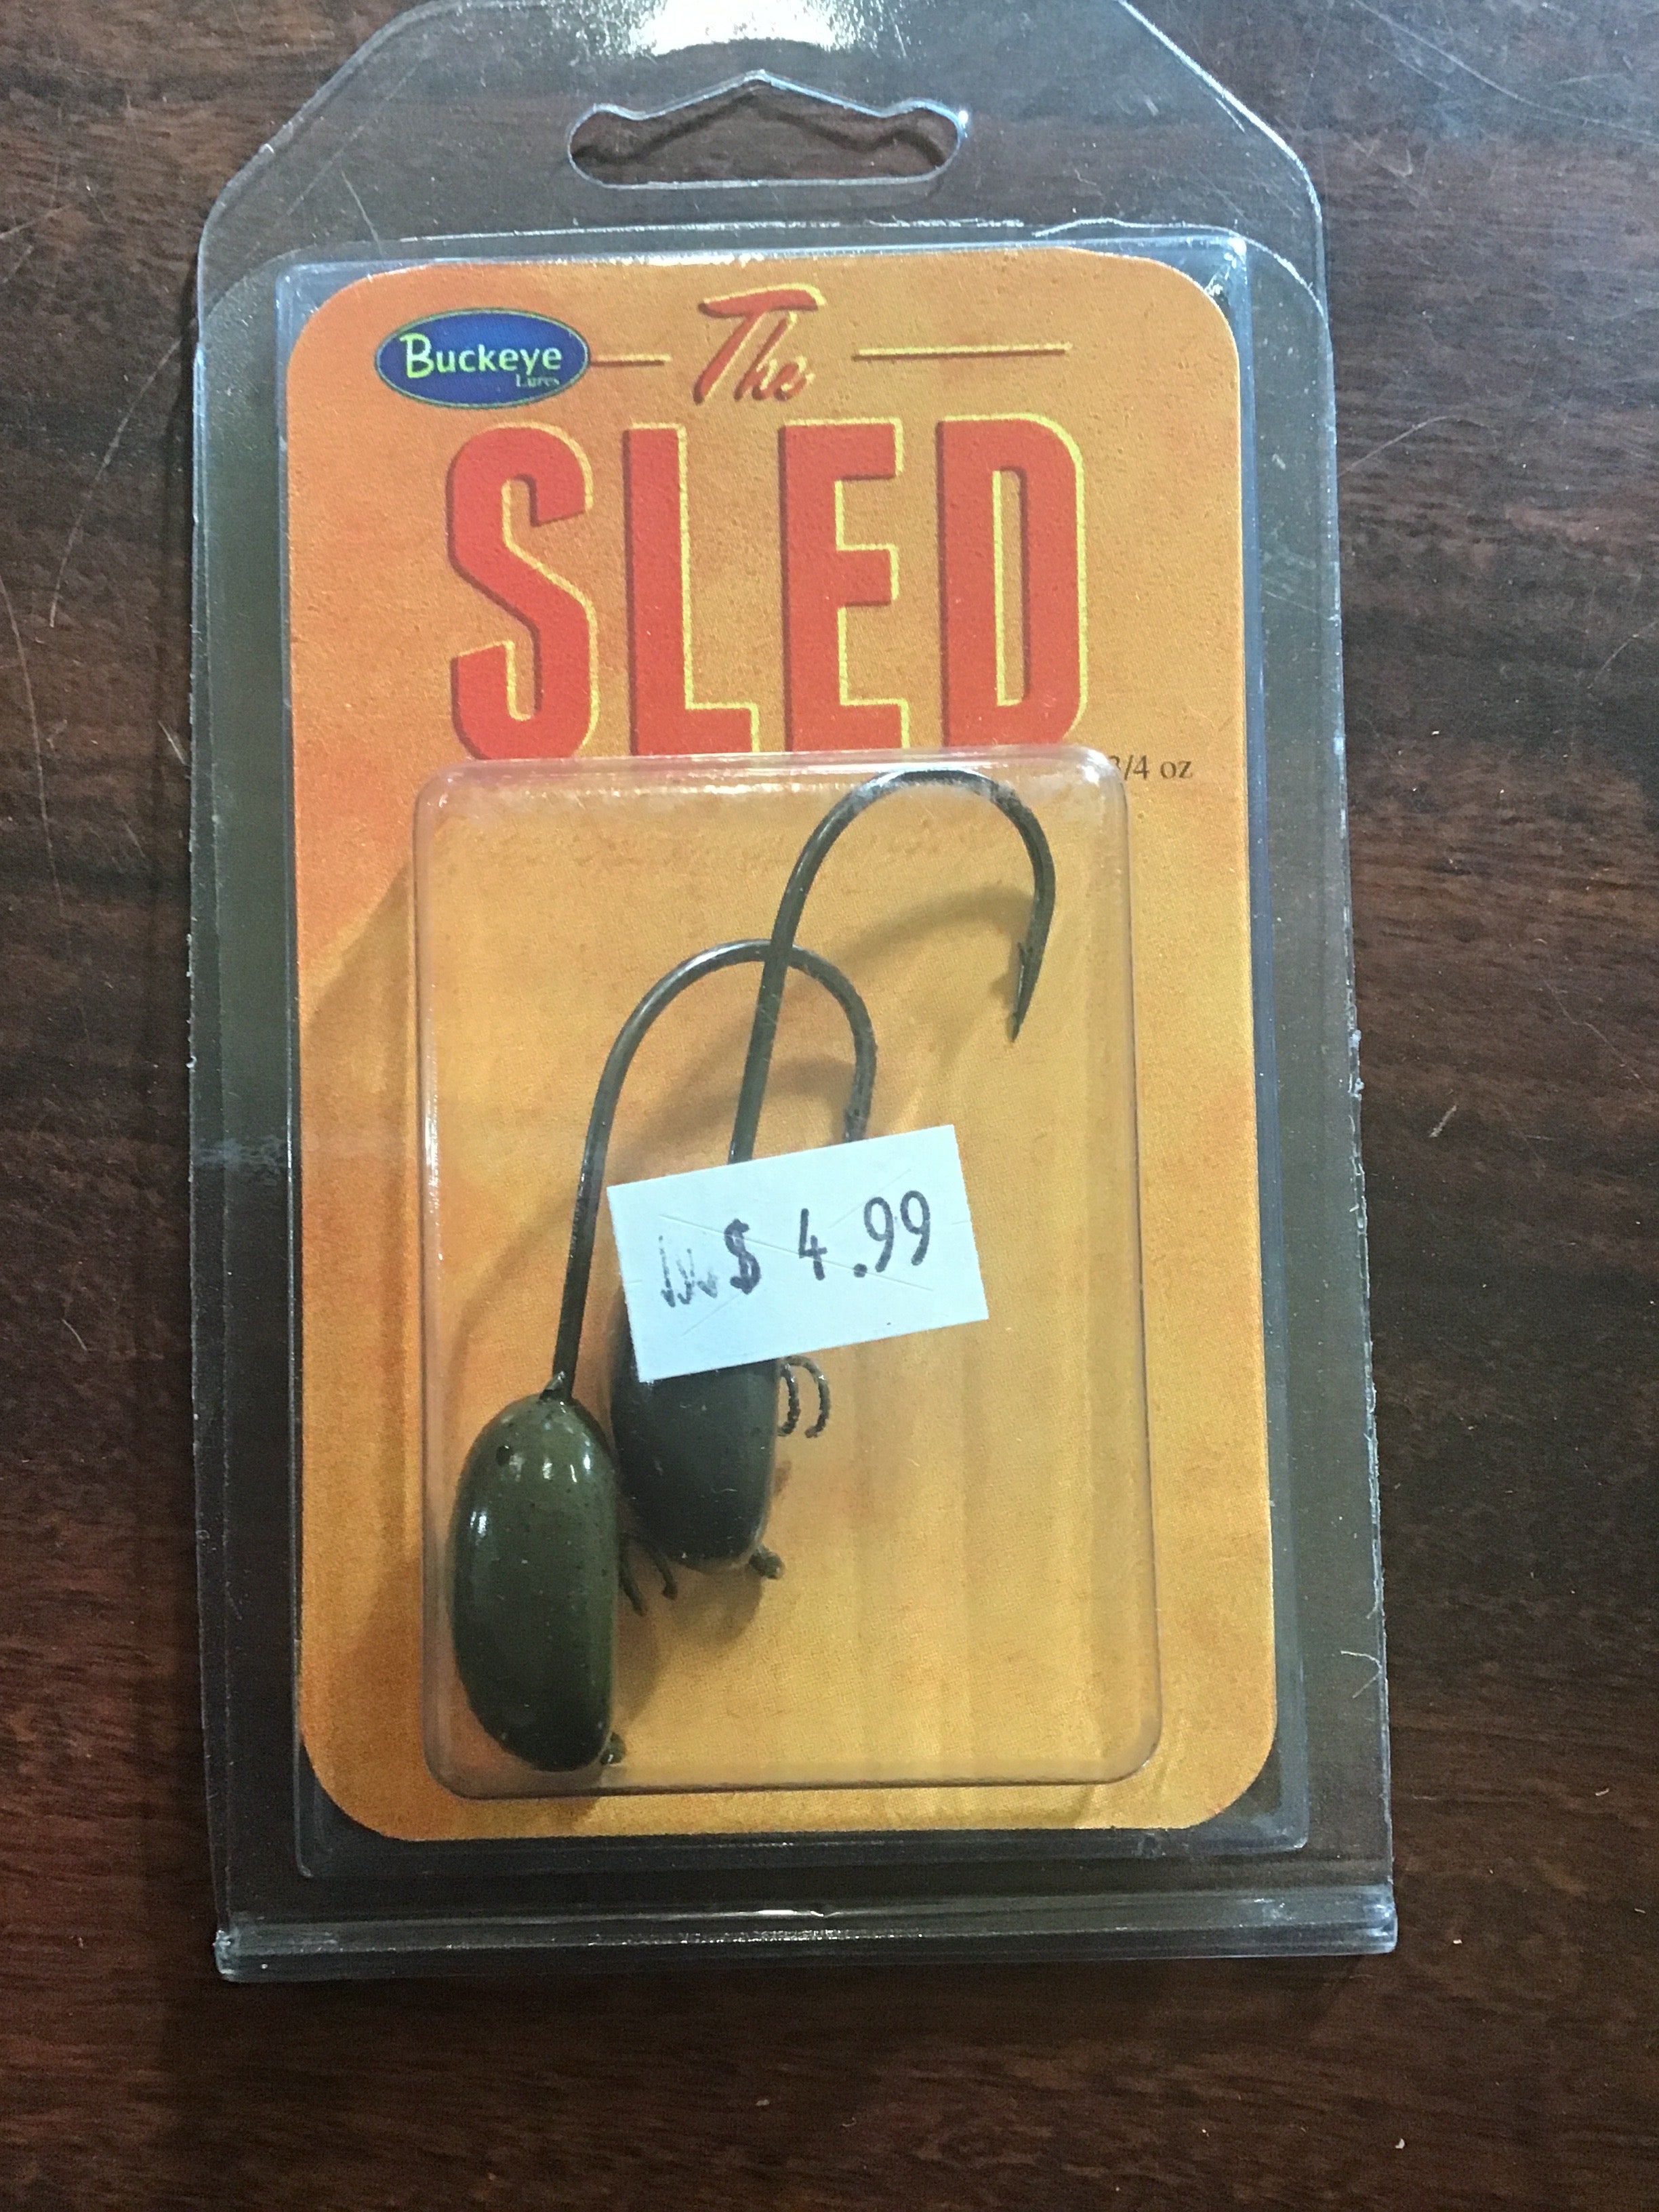 Buckeye
Lures
The
SLED
3/4 oz
$ 4.99